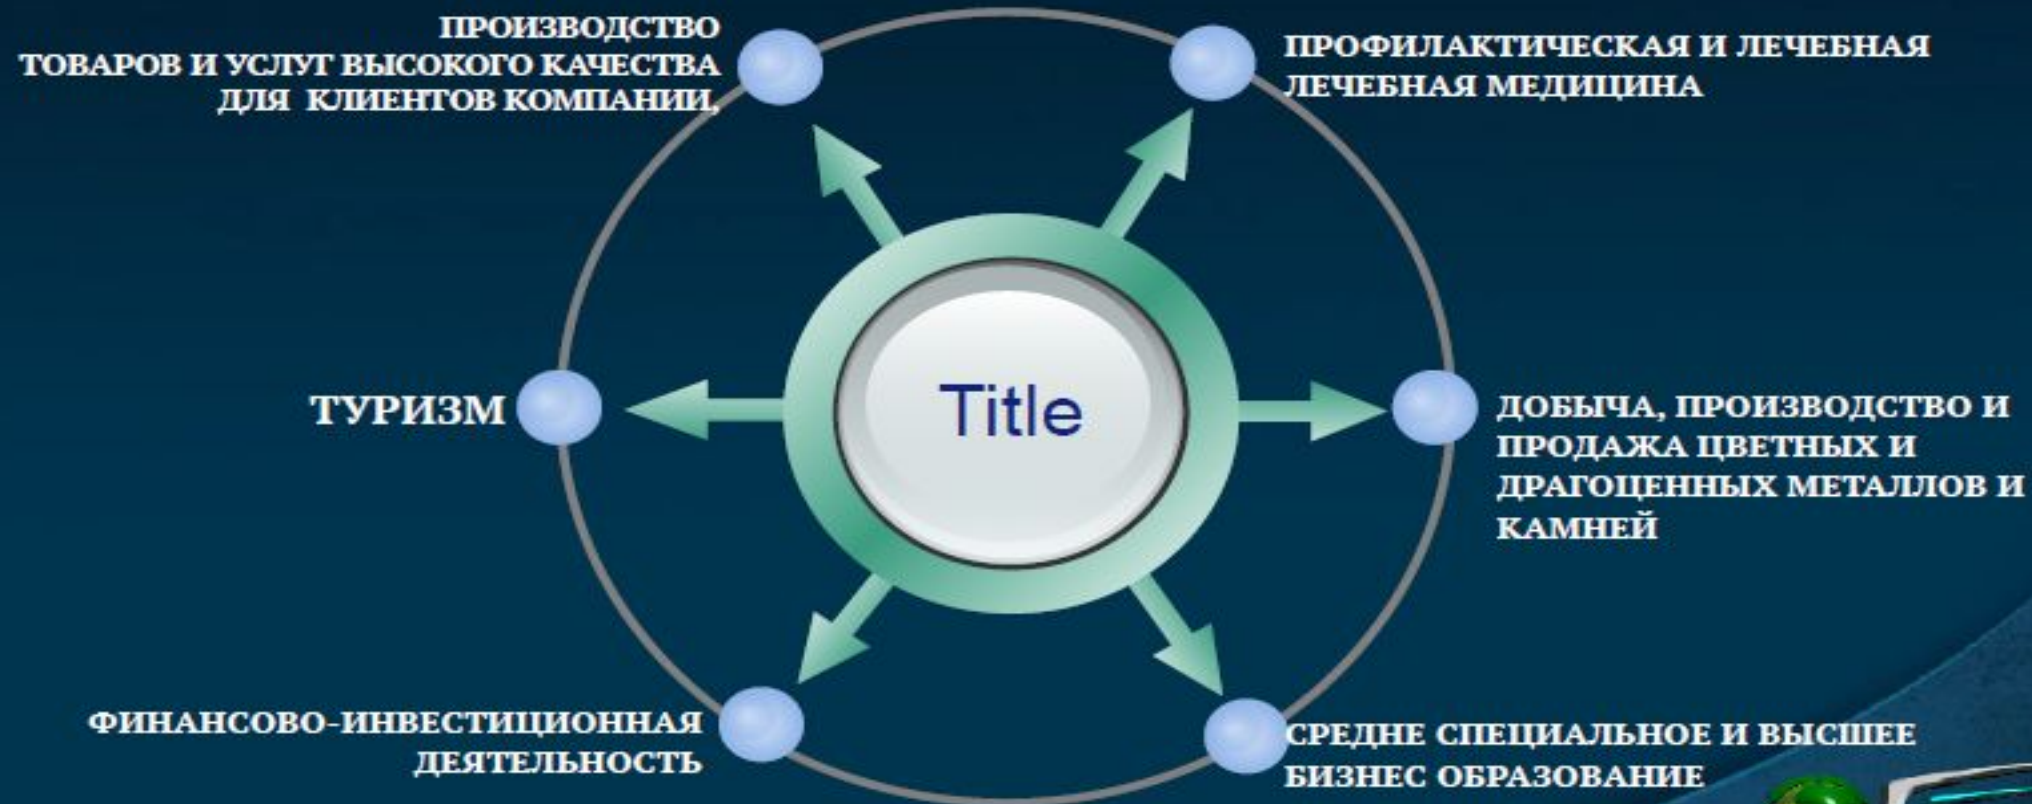 ПРОИЗВОДСТВО
ТОВАРОВ И УСЛУГ ВЫСОКОГО КАЧЕСТВА
ДЛЯ КЛИЕНТОВ КОМПАНИИ,
ПРОФИЛАКТИЧЕСКАЯ И ЛЕЧЕБНАЯ
ЛЕЧЕБНАЯ МЕДИЦИНА
ТУРИЗМ
Title
ДОБЫЧА, ПРОИЗВОДСТВО И
ПРОДАЖА ЦВЕТНЫХ И
ДРАГОЦЕННЫХ МЕТАЛЛОВ И
КАМНЕЙ
ФИНАНСОВО-ИНВЕСТИЦИОННАЯ
ДЕЯТЕЛЬНОСТЬ
СРЕДНЕ СПЕЦИАЛЬНОЕ И ВЫСШЕЕ
БИЗНЕС ОБРАЗОВАНИЕ